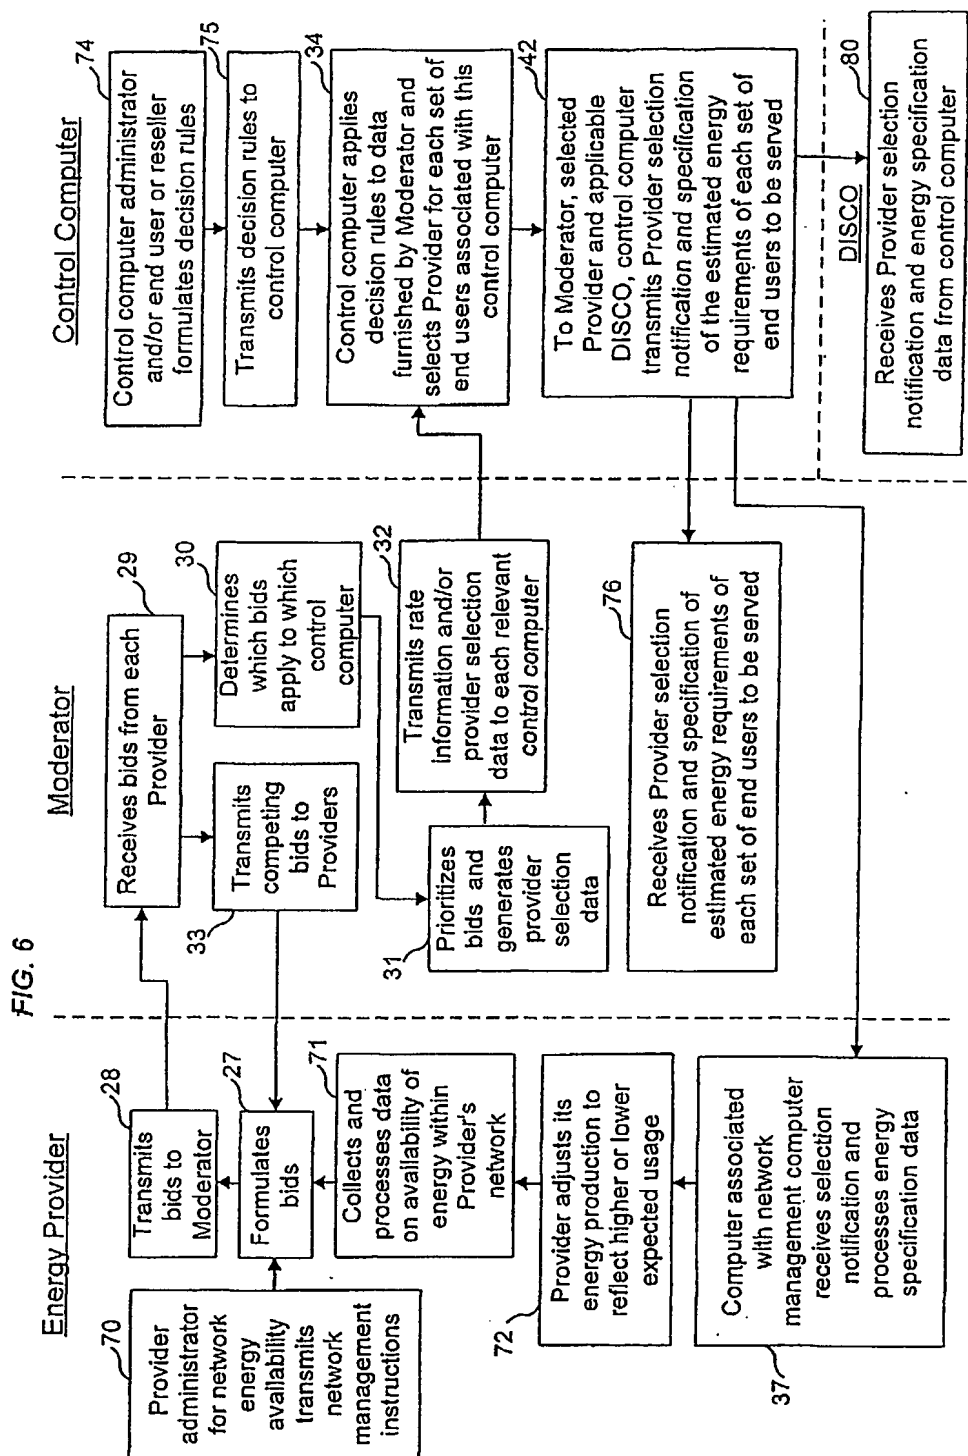 FIG. 6
Energy Provider
70
Provider
administrator
for network
energy
availability
transmits
network
management
instructions
28
Transmits
bids to
Moderator
27
Formulates
bids
71
Collects and
processes data
on availability of
energy within
Provider's
network
72
Provider adjusts its
energy production to
reflect higher or lower
expected usage
37
Computer associated
with network
management computer
receives selection
notification and
processes energy
specification data
Moderator
29
Receives bids from each
Provider
33
Transmits
competing
bids to
Providers
30
Determines
which bids
apply to which
control
computer
31
Prioritizes
bids and
generates
provider
selection
data
32
Transmits rate
information and/or
provider selection
data to each relevant
control computer
76
Receives Provider selection
notification and specification of
estimated energy requirements of
each set of end users to be served
Control Computer
74
Control computer administrator
and/or end user or reseller
formulates decision rules
75
Transmits decision rules to
control computer
34
Control computer applies
decision rules to data
furnished by Moderator and
selects Provider for each set of
end users associated with this
control computer
42
To Moderator, selected
Provider and applicable
DISCO, control computer
transmits Provider selection
notification and specification
of the estimated energy
requirements of each set of
end users to be served
DISCO
80
Receives Provider selection
notification and energy specification
data from control computer